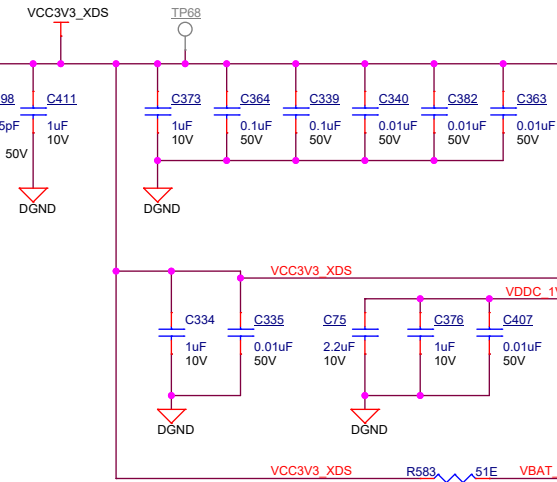 VCC3V3_XDS
TP68
98
C411
C373
C364
C339
C340
C382
C363
5pF
1uF
1uF
0.1uF
0.1uF
0.01uF
0.01uF
0.01uF
10V
10V
50V
50V
50V
50V
50V
50V
DGND
DGND
VCC3V3_XDS
VDDC_1V
C334
C335
C75
C376
C407
1uF
0.01uF
2.2uF
1uF
0.01uF
10V
50V
10V
10V
50V
DGND
DGND
VCC3V3_XDS
R583
51E
VBAT_